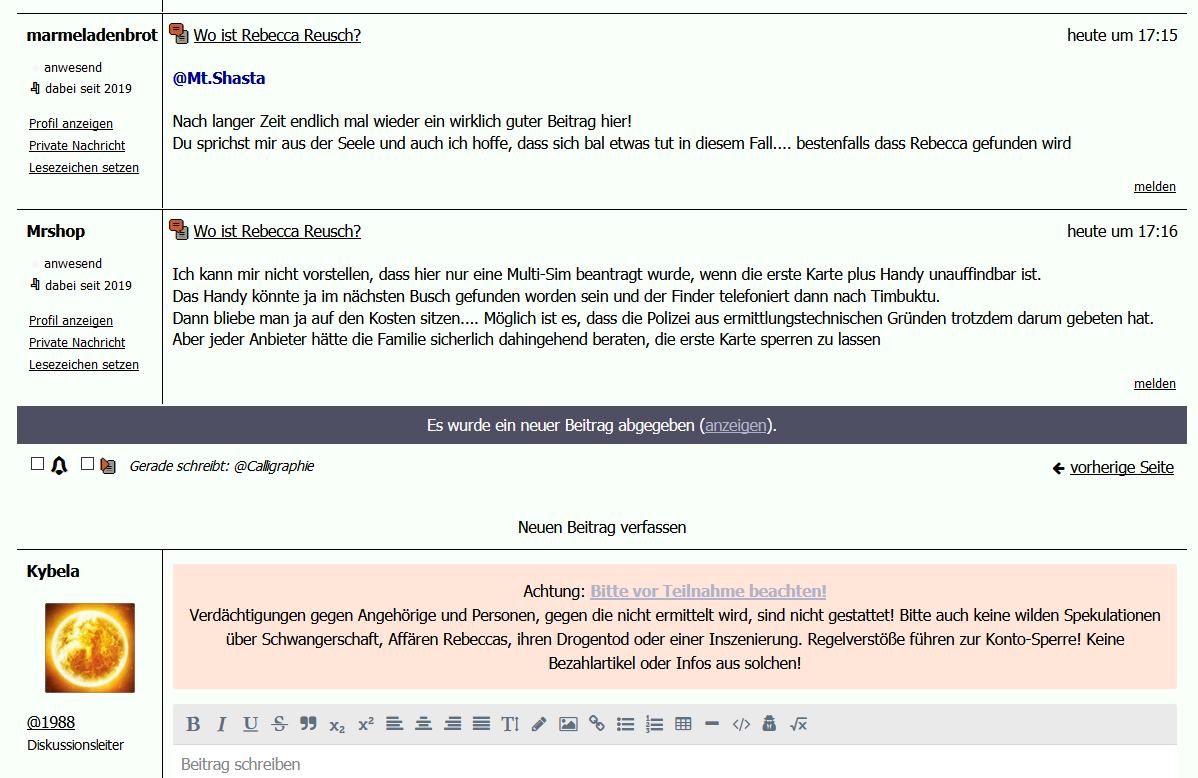 marmeladenbrot
Wo ist Rebecca Reusch?
heute um 17:15
anwesend
dabei seit 2019
Profil anzeigen
Private Nachricht
Lesezeichen setzen
@Mt.Shasta
Nach langer Zeit endlich mal wieder ein wirklich guter Beitrag hier!
Du sprichst mir aus der Seele und auch ich hoffe, dass sich bal etwas tut in diesem Fall.... bestenfalls dass Rebecca gefunden wird
melden
Mrshop
Wo ist Rebecca Reusch?
heute um 17:16
anwesend
dabei seit 2019
Profil anzeigen
Private Nachricht
Lesezeichen setzen
Ich kann mir nicht vorstellen, dass hier nur eine Multi-Sim beantragt wurde, wenn die erste Karte plus Handy unauffindbar ist.
Das Handy könnte ja im nächsten Busch gefunden worden sein und der Finder telefoniert dann nach Timbuktu.
Dann bliebe man ja auf den Kosten sitzen.... Möglich ist es, dass die Polizei aus ermittlungstechnischen Gründen trotzdem darum gebeten hat.
Aber jeder Anbieter hätte die Familie sicherlich dahingehend beraten, die erste Karte sperren zu lassen
melden
Es wurde ein neuer Beitrag abgegeben (anzeigen).
Gerade schreibt: @Calligraphie
vorherige Seite
Neuen Beitrag verfassen
Kybela
@1988
Diskussionsleiter
Achtung: Bitte vor Teilnahme beachten!
Verdächtigungen gegen Angehörige und Personen, gegen die nicht ermittelt wird, sind nicht gestattet! Bitte auch keine wilden Spekulationen
über Schwangerschaft, Affären Rebeccas, ihren Drogentod oder einer Inszenierung. Regelverstöße führen zur Konto-Sperre! Keine
Bezahlartikel oder Infos aus solchen!
B I U S x₂ x² T
Beitrag schreiben